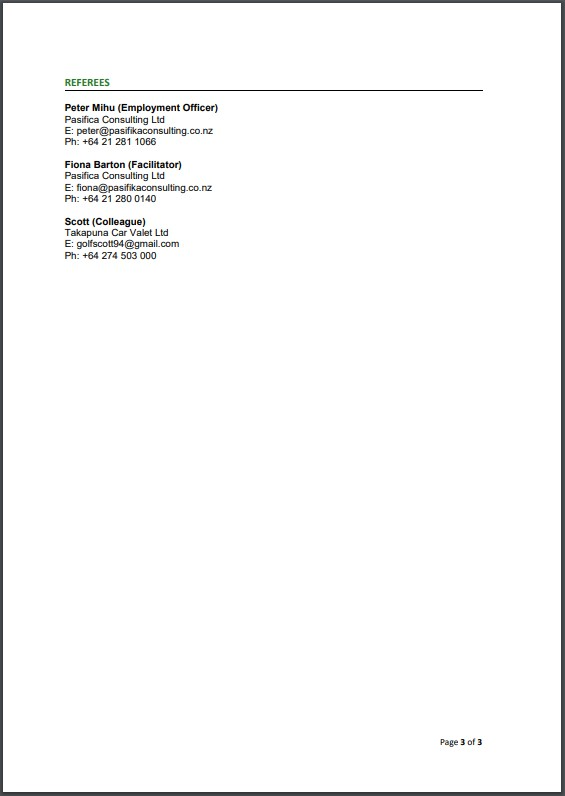 REFEREES
Peter Mihu (Employment Officer)
Pasifica Consulting Ltd
E: peter@pasifikaconsulting.co.nz
Ph: +64 21 281 1066
Fiona Barton (Facilitator)
Pasifica Consulting Ltd
E: fiona@pasifikaconsulting.co.nz
Ph: +64 21 280 0140
Scott (Colleague)
Takapuna Car Valet Ltd
E: golfscott94@gmail.com
Ph: +64 274 503 000
Page 3 of 3